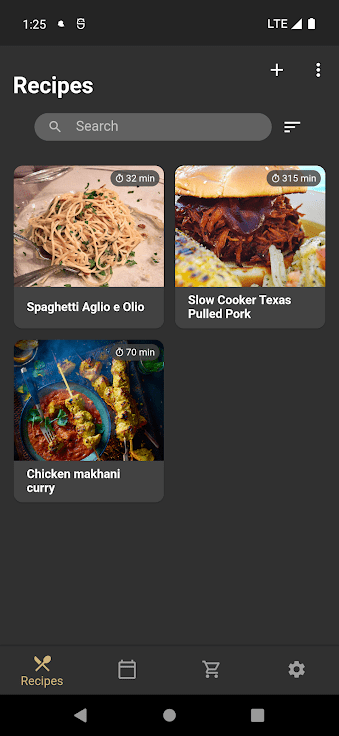 1:25
LTE
Recipes
Search
32 min
315 min
Spaghetti Aglio e Olio
Slow Cooker Texas
Pulled Pork
70 min
Chicken makhani
curry
Recipes